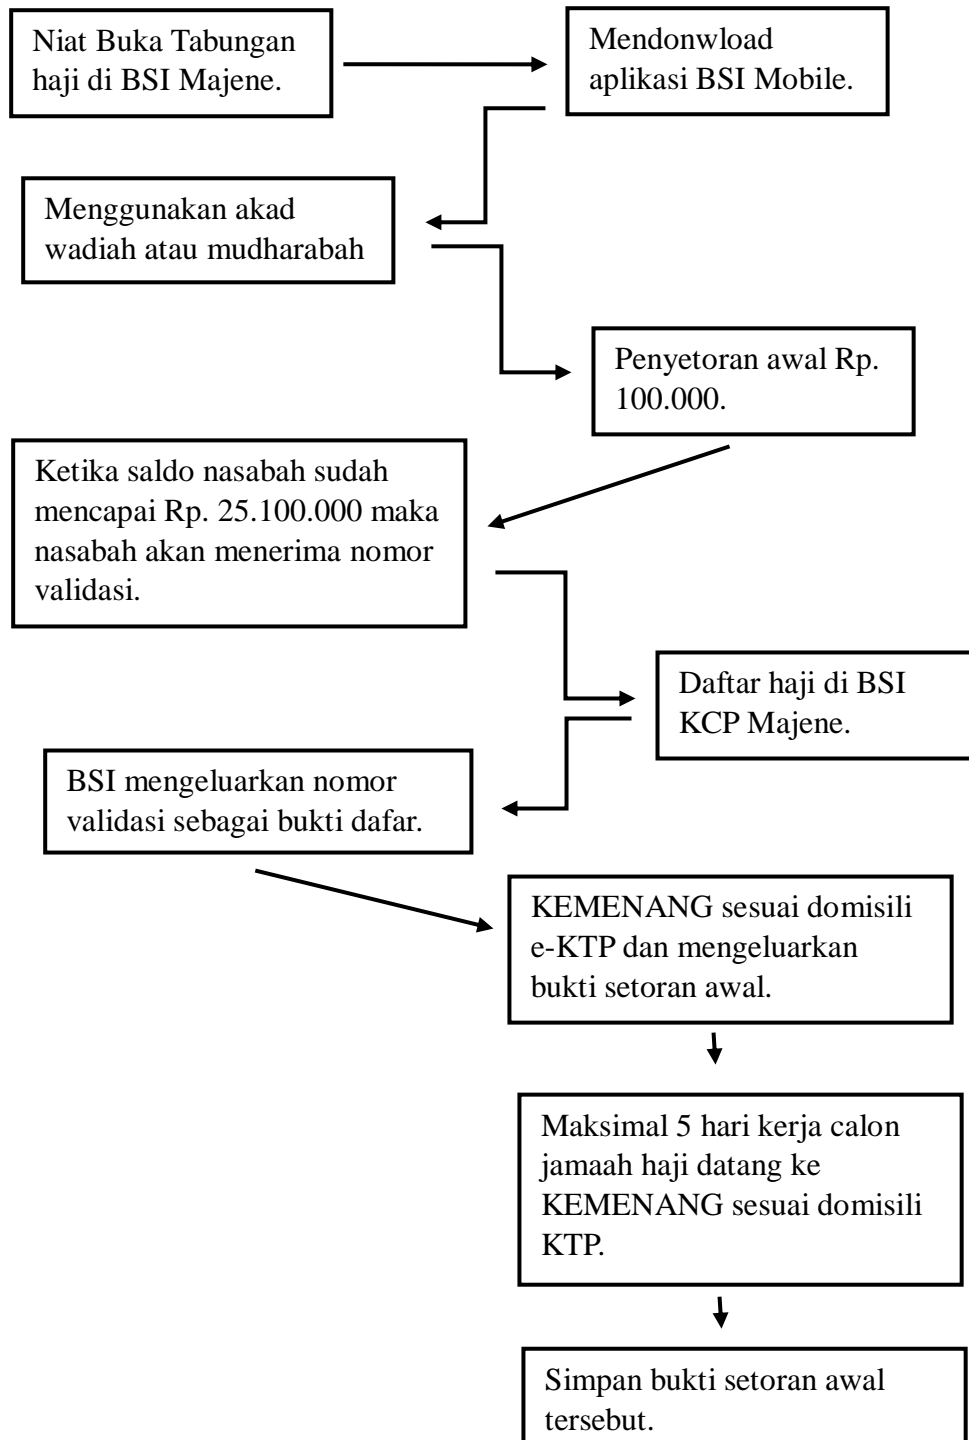 Niat Buka Tabungan
haji di BSI Majene.
Mendonwload
aplikasi BSI Mobile.
Menggunakan akad
wadiah atau mudharabah
Penyetoran awal Rp.
100.000.
Ketika saldo nasabah sudah
mencapai Rp. 25.100.000 maka
nasabah akan menerima nomor
validasi.
Daftar haji di BSI
KCP Majene.
BSI mengeluarkan nomor
validasi sebagai bukti dafar.
KEMENANG sesuai domisili
e-KTP dan mengeluarkan
bukti setoran awal.
Maksimal 5 hari kerja calon
jamaah haji datang ke
KEMENANG sesuai domisili
KTP.
Simpan bukti setoran awal
tersebut.